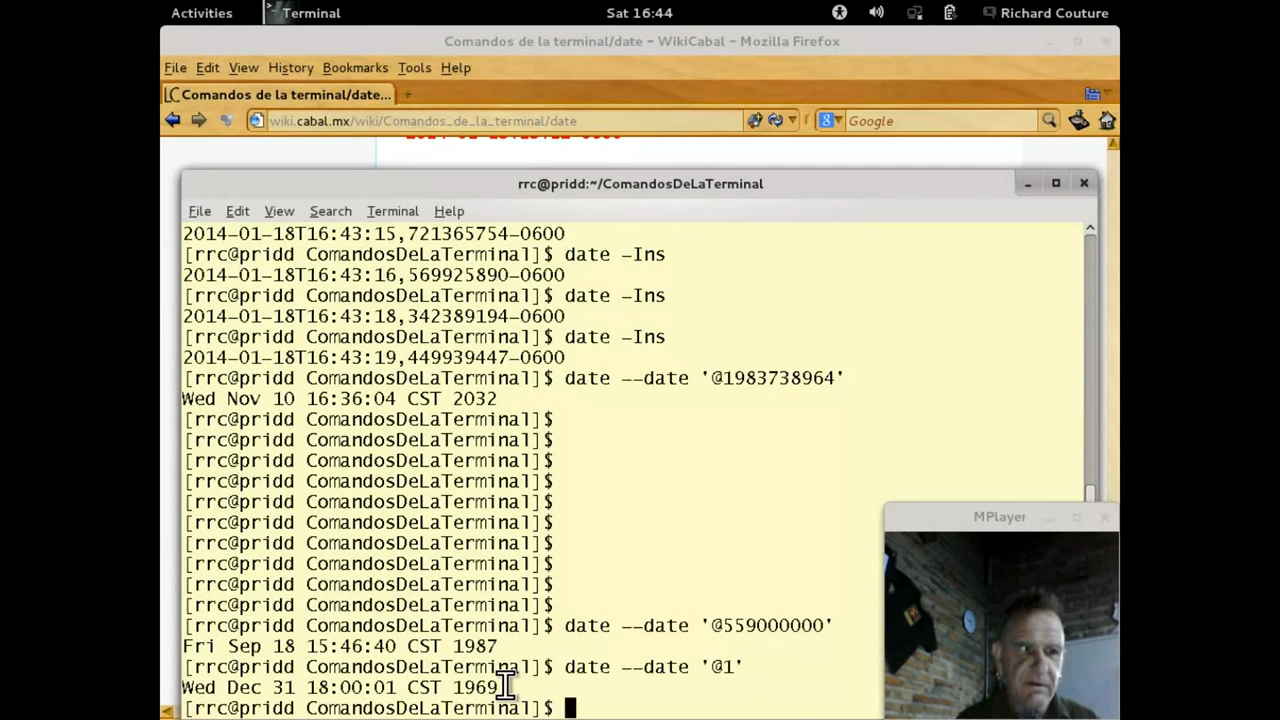 Activities Terminal Sat 16:44 Richard Couture
Comandos de la terminal/date - WikiCabal - Mozilla Firefox
File Edit View History Bookmarks Tools Help
Comandos de la terminal/date...
wiki.cabal.mx/wiki/Comandos_de_la_terminal/date Google
rrc@pridd:~/ComandosDeLaTerminal
File Edit View Search Terminal Help
2014-01-18T16:43:15,721365754-0600
[rrc@pridd ComandosDeLaTerminal]$ date -Ins
2014-01-18T16:43:16,569925890-0600
[rrc@pridd ComandosDeLaTerminal]$ date -Ins
2014-01-18T16:43:18,342389194-0600
[rrc@pridd ComandosDeLaTerminal]$ date -Ins
2014-01-18T16:43:19,449939447-0600
[rrc@pridd ComandosDeLaTerminal]$ date --date '@1983738964'
Wed Nov 10 16:36:04 CST 2032
[rrc@pridd ComandosDeLaTerminal]$
[rrc@pridd ComandosDeLaTerminal]$
[rrc@pridd ComandosDeLaTerminal]$
[rrc@pridd ComandosDeLaTerminal]$
[rrc@pridd ComandosDeLaTerminal]$
[rrc@pridd ComandosDeLaTerminal]$
[rrc@pridd ComandosDeLaTerminal]$
[rrc@pridd ComandosDeLaTerminal]$
[rrc@pridd ComandosDeLaTerminal]$
[rrc@pridd ComandosDeLaTerminal]$
MPlayer
[rrc@pridd ComandosDeLaTerminal]$ date --date '@559000000'
Fri Sep 18 15:46:40 CST 1987
[rrc@pridd ComandosDeLaTerminal]$ date --date '@1'
Wed Dec 31 18:00:01 CST 1969
[rrc@pridd ComandosDeLaTerminal]$